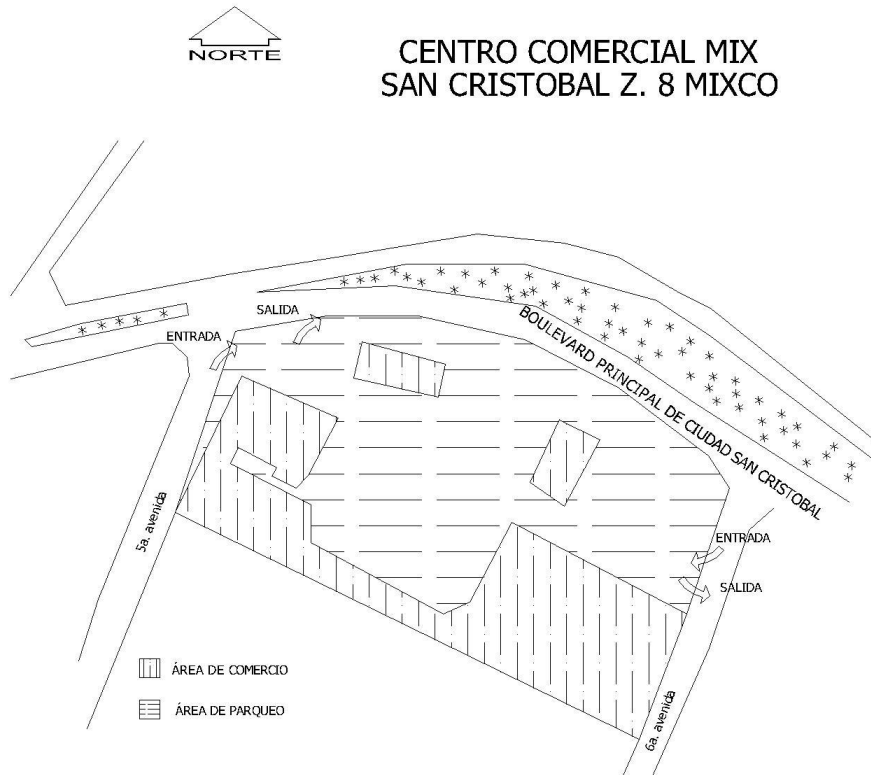 NORTE
CENTRO COMERCIAL MIX
SAN CRISTOBAL Z. 8 MIXCO
SALIDA
ENTRADA
BOULEVARD PRINCIPAL DE CIUDAD SAN CRISTOBAL
5a. avenida
ENTRADA
SALIDA
6a. avenida
ÁREA DE COMERCIO
ÁREA DE PARQUEO